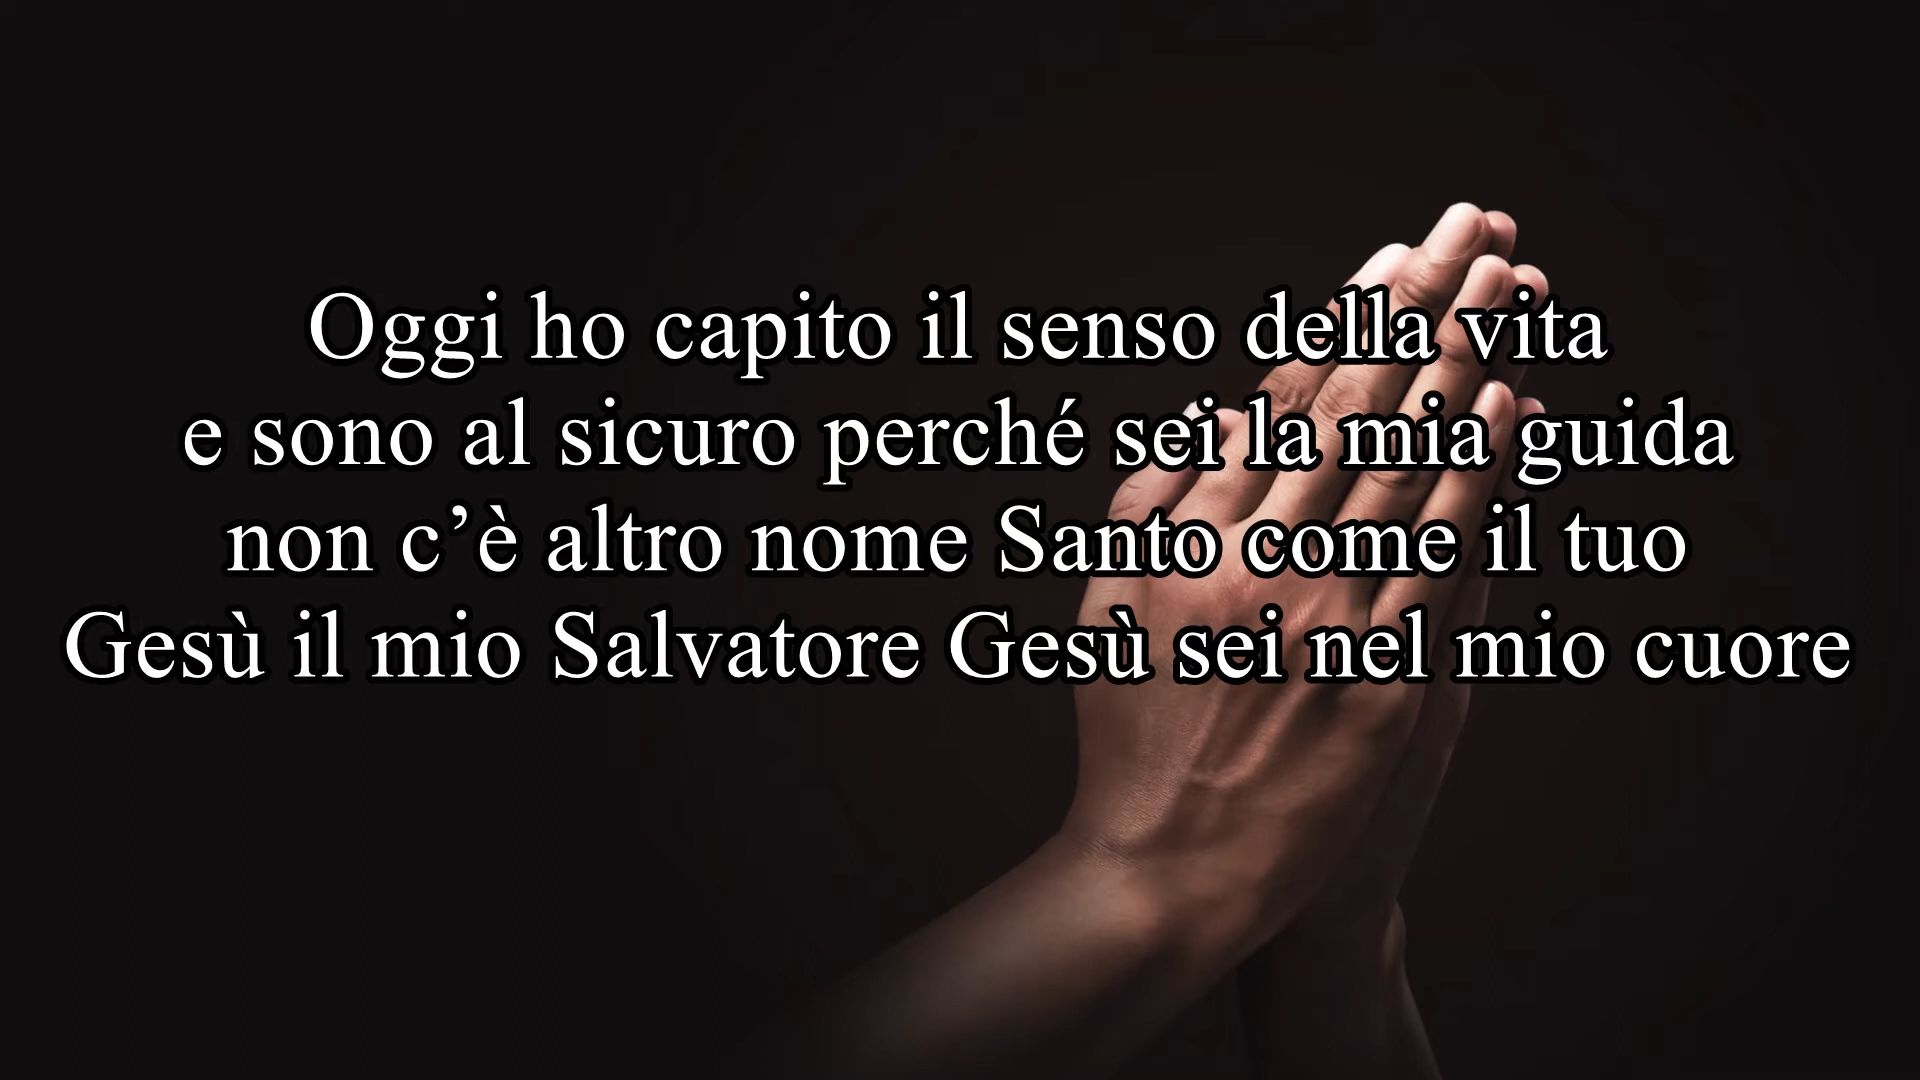 Oggi ho capito il senso della vita
e sono al sicuro perché sei la mia guida
non c’è altro nome Santo come il tuo
Gesù il mio Salvatore Gesù sei nel mio cuore